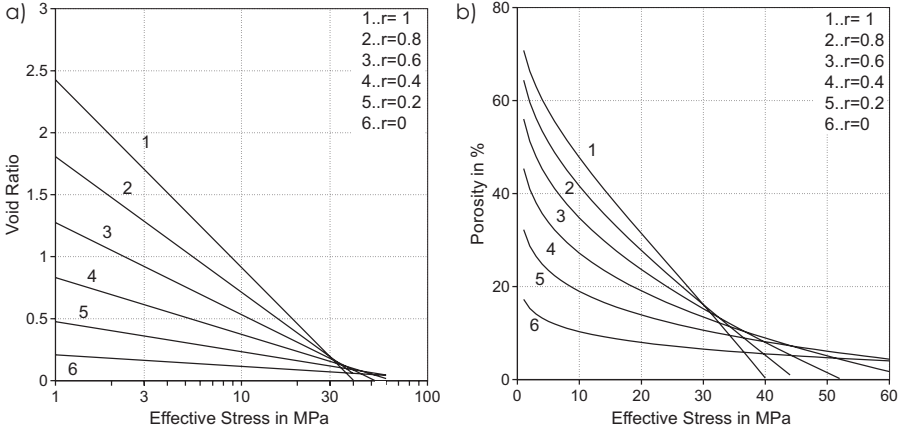 a)
3
2.5
2
1.5
1
0.5
0
Void Ratio
1..r= 1
2..r=0.8
3..r=0.6
4..r=0.4
5..r=0.2
6..r=0
1
2
3
4
5
6
1
3
10
30
100
Effective Stress in MPa
b)
80
60
40
20
0
Porosity in %
1..r= 1
2..r=0.8
3..r=0.6
4..r=0.4
5..r=0.2
6..r=0
1
2
3
4
5
6
0
10
20
30
40
50
60
Effective Stress in MPa